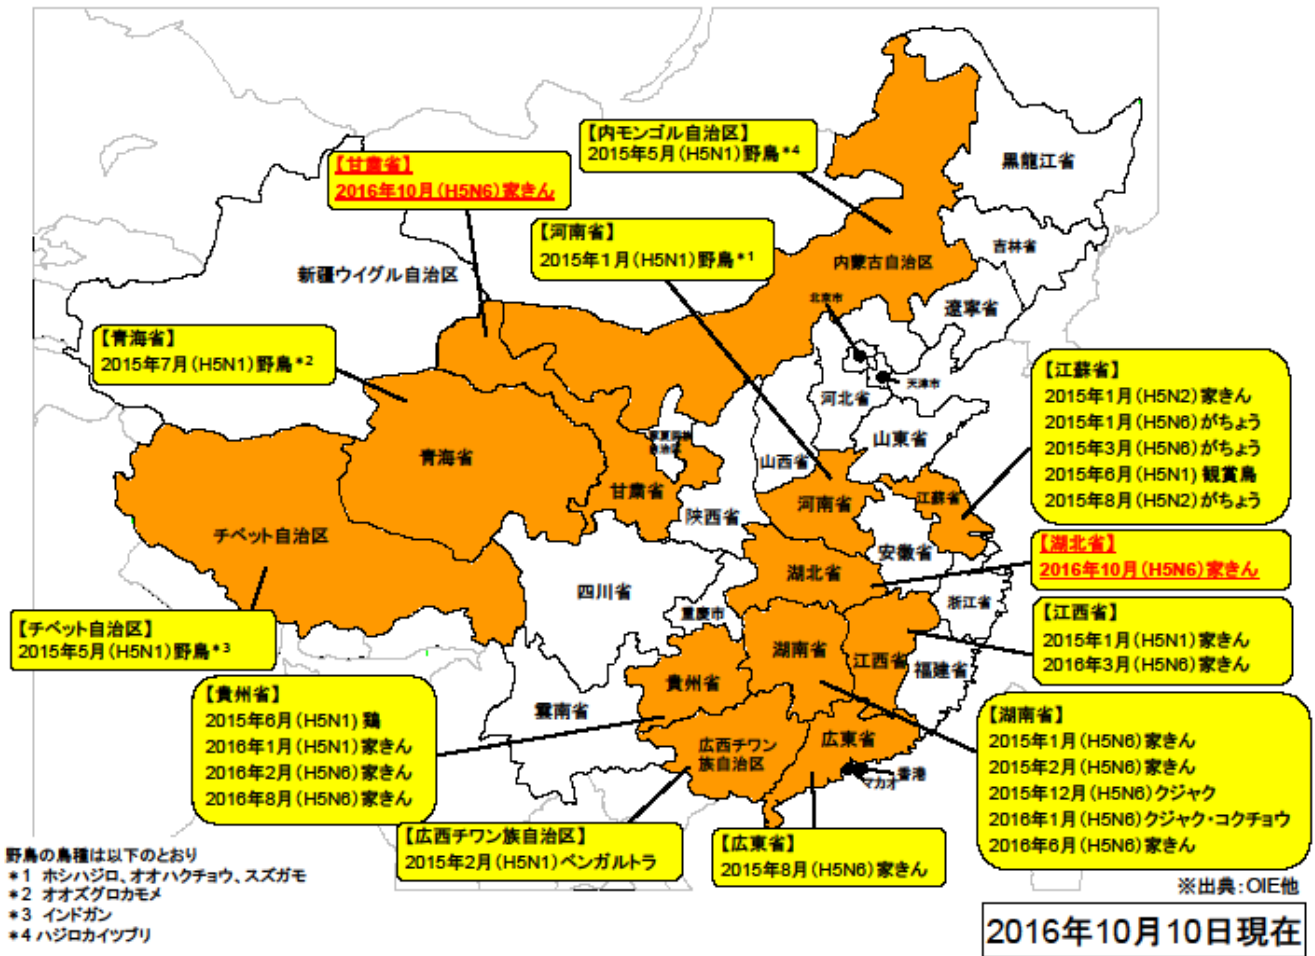 【内モンゴル自治区】
2015年5月(H5N1)野鳥*4
【甘粛省】
2016年10月(H5N6)家きん
【河南省】
2015年1月(H5N1)野鳥*1
【青海省】
2015年7月(H5N1)野鳥*2
【江蘇省】
2015年1月(H5N2)家きん
2015年1月(H5N6)がちょう
2015年3月(H5N6)がちょう
2015年6月(H5N1)観賞鳥
2015年8月(H5N2)がちょう
【湖北省】
2016年10月(H5N6)家きん
【江西省】
2015年1月(H5N1)家きん
2016年3月(H5N6)家きん
【チベット自治区】
2015年5月(H5N1)野鳥*3
【貴州省】
2015年6月(H5N1)鶏
2016年1月(H5N1)家きん
2016年2月(H5N6)家きん
2016年8月(H5N6)家きん
【湖南省】
2015年1月(H5N6)家きん
2015年2月(H5N6)家きん
2015年12月(H5N6)クジャク
2016年1月(H5N6)クジャク・コクチョウ
2016年6月(H5N6)家きん
【広西チワン族自治区】
2015年2月(H5N1)ベンガルトラ
【広東省】
2015年8月(H5N6)家きん
黒龍江省
吉林省
遼寧省
内蒙古自治区
新疆ウイグル自治区
北京市
天津市
河北省
山東省
山西省
青海省
甘粛省
陝西省
河南省
江蘇省
安徽省
チベット自治区
四川省
重慶市
湖北省
浙江省
湖南省
江西省
福建省
貴州省
雲南省
広西チワン
族自治区
広東省
香港
マカオ
野鳥の鳥種は以下のとおり
*1 ホシハジロ、オオハクチョウ、スズガモ
*2 オオズグロカモメ
*3 インドガン
*4 ハジロカイツブリ
※出典:OIE他
2016年10月10日現在